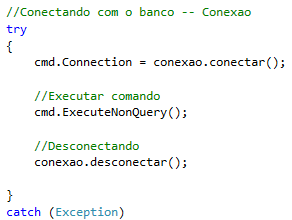 //Conectando com o banco -- Conexao
try
{
cmd.Connection = conexao.conectar();
//Executar comando
cmd.ExecuteNonQuery();
//Desconectando
conexao.desconectar();
}
catch (Exception)